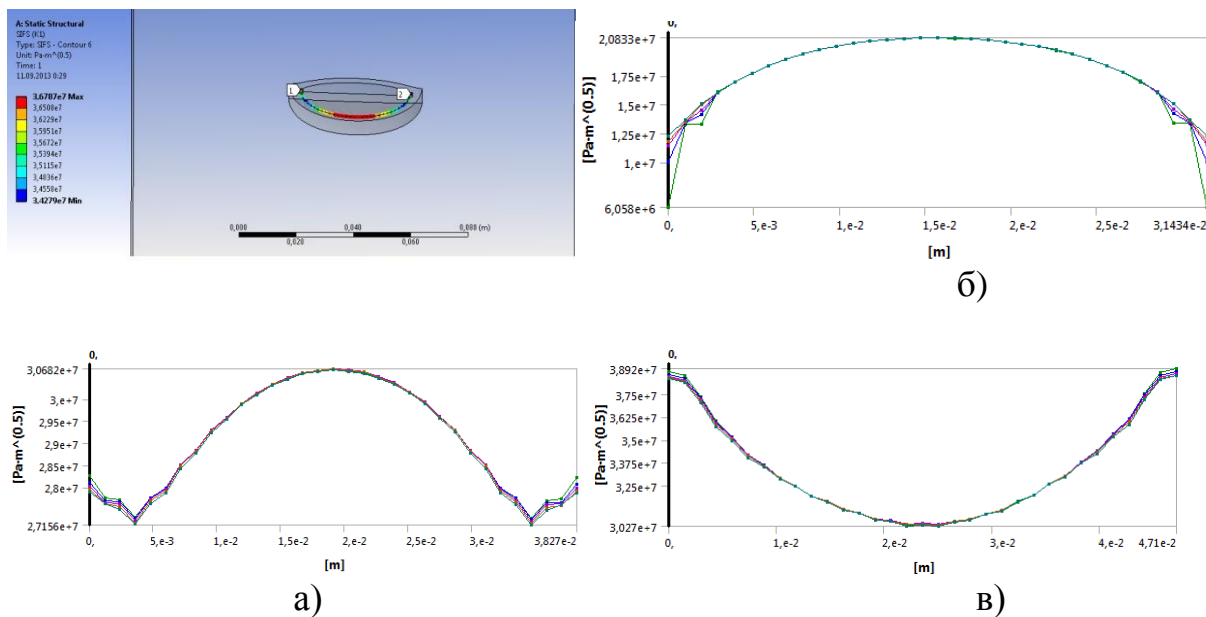 A: Static Structural
SIFS (K1)
Type: SIFS - Contour 6
Unit: Pa·m^(0.5)
Time: 1
11.09.2013 0:29
3,6787e7 Max
3,6508e7
3,6229e7
3,5951e7
3,5672e7
3,5394e7
3,5115e7
3,4836e7
3,4558e7
3,4279e7 Min
1
2
0,000
0,040
0,080 (m)
0,020
0,060
0,
2,0833e+7
1,75e+7
1,5e+7
1,25e+7
1,e+7
6,058e+6
[Pa·m^(0.5)]
0,
5,e-3
1,e-2
1,5e-2
2,e-2
2,5e-2
3,1434e-2
[m]
б)
0,
3,0682e+7
3,e+7
2,95e+7
2,9e+7
2,85e+7
2,8e+7
2,7156e+7
[Pa·m^(0.5)]
0,
5,e-3
1,e-2
1,5e-2
2,e-2
2,5e-2
3,e-2
3,827e-2
[m]
а)
0,
3,892e+7
3,75e+7
3,625e+7
3,5e+7
3,375e+7
3,25e+7
3,027e+7
[Pa·m^(0.5)]
0,
1,e-2
2,e-2
3,e-2
4,e-2
4,71e-2
[m]
в)